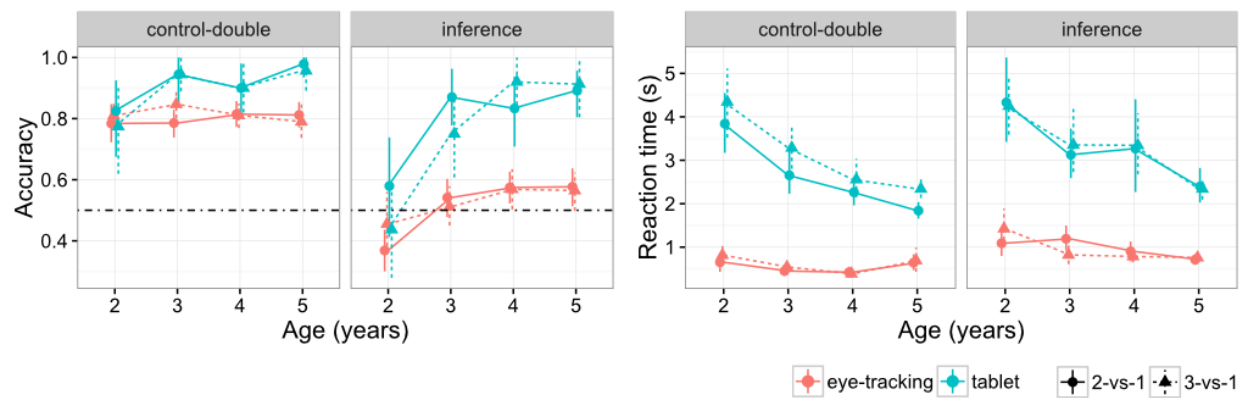 control-double inference control-double inference
Accuracy
1.0
0.8
0.6
0.4
2 3 4 5 2 3 4 5
Age (years)
Reaction time (s)
5
4
3
2
1
2 3 4 5 2 3 4 5
Age (years)
eye-tracking tablet 2-vs-1 3-vs-1